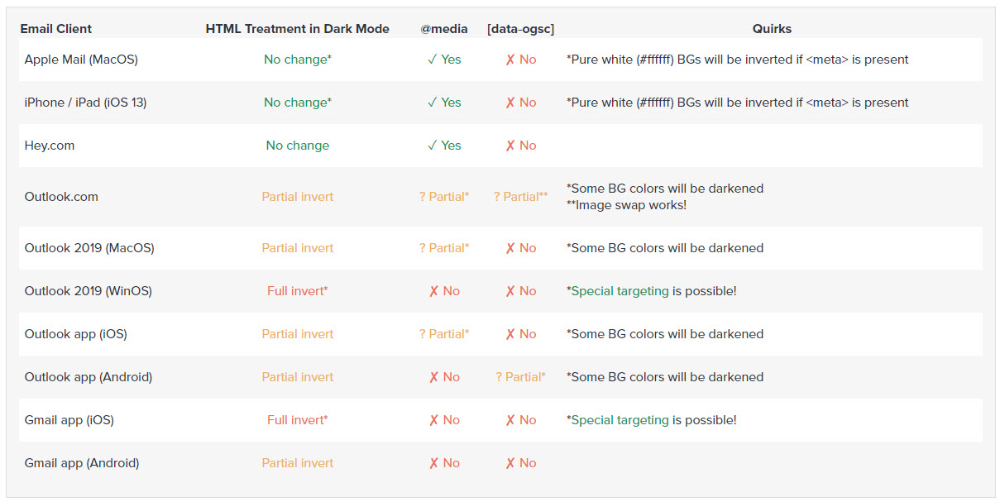 Email Client HTML Treatment in Dark Mode @media [data-ogsc] Quirks
Apple Mail (MacOS) No change* ✓ Yes ✗ No *Pure white (#ffffff) BGs will be inverted if <meta> is present
iPhone / iPad (iOS 13) No change* ✓ Yes ✗ No *Pure white (#ffffff) BGs will be inverted if <meta> is present
Hey.com No change ✓ Yes ✗ No
Outlook.com Partial invert ? Partial* ? Partial** *Some BG colors will be darkened
**Image swap works!
Outlook 2019 (MacOS) Partial invert ? Partial* ✗ No *Some BG colors will be darkened
Outlook 2019 (WinOS) Full invert* ✗ No ✗ No *Special targeting is possible!
Outlook app (iOS) Partial invert ? Partial* ✗ No *Some BG colors will be darkened
Outlook app (Android) Partial invert ✗ No ? Partial* *Some BG colors will be darkened
Gmail app (iOS) Full invert* ✗ No ✗ No *Special targeting is possible!
Gmail app (Android) Partial invert ✗ No ✗ No